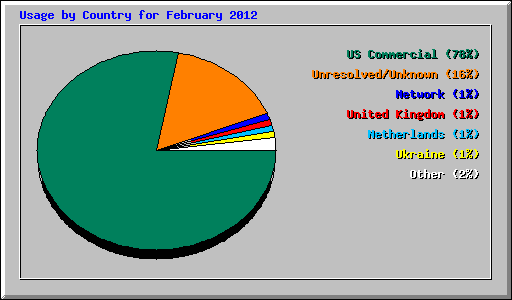 Usage by Country for February 2012
US Commercial (78%)
Unresolved/Unknown (16%)
Network (1%)
United Kingdom (1%)
Netherlands (1%)
Ukraine (1%)
Other (2%)